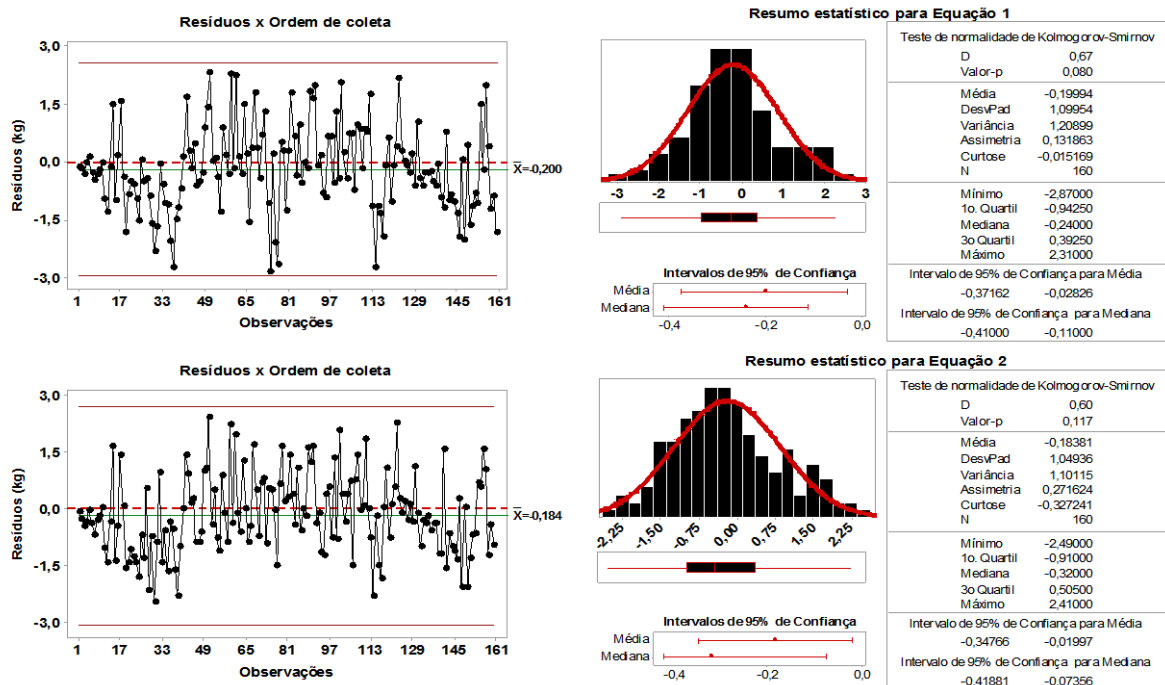 Resíduos x Ordem de coleta
3,0
1,5
0,0
-1,5
-3,0
Resíduos (kg)
X=-0,200
1 17 33 49 65 81 97 113 129 145 161
Observações
Resumo estatístico para Equação 1
-3 -2 -1 0 1 2 3
Intervalos de 95% de Confiança
Média
Mediana
-0,4 -0,2 0,0
Teste de normalidade de Kolmogorov-Smirnov
D 0,67
Valor-p 0,080
Média -0,19994
DesvPad 1,09954
Variância 1,20899
Assimetria 0,131863
Curtose -0,015169
N 160
Mínimo -2,87000
1o. Quartil -0,94250
Mediana -0,24000
3o Quartil 0,39250
Máximo 2,31000
Intervalo de 95% de Confiança para Média
-0,37162 -0,02826
Intervalo de 95% de Confiança para Mediana
-0,41000 -0,11000
Resíduos x Ordem de coleta
3,0
1,5
0,0
-1,5
-3,0
Resíduos (kg)
X=-0,184
1 17 33 49 65 81 97 113 129 145 161
Observações
Resumo estatístico para Equação 2
-2,25 -1,50 -0,75 0,00 0,75 1,50 2,25
Intervalos de 95% de Confiança
Média
Mediana
-0,4 -0,2 0,0
Teste de normalidade de Kolmogorov-Smirnov
D 0,60
Valor-p 0,117
Média -0,18381
DesvPad 1,04936
Variância 1,10115
Assimetria 0,271624
Curtose -0,327241
N 160
Mínimo -2,49000
1o. Quartil -0,91000
Mediana -0,32000
3o Quartil 0,50500
Máximo 2,41000
Intervalo de 95% de Confiança para Média
-0,34766 -0,01997
Intervalo de 95% de Confiança para Mediana
-0,41881 -0,07356